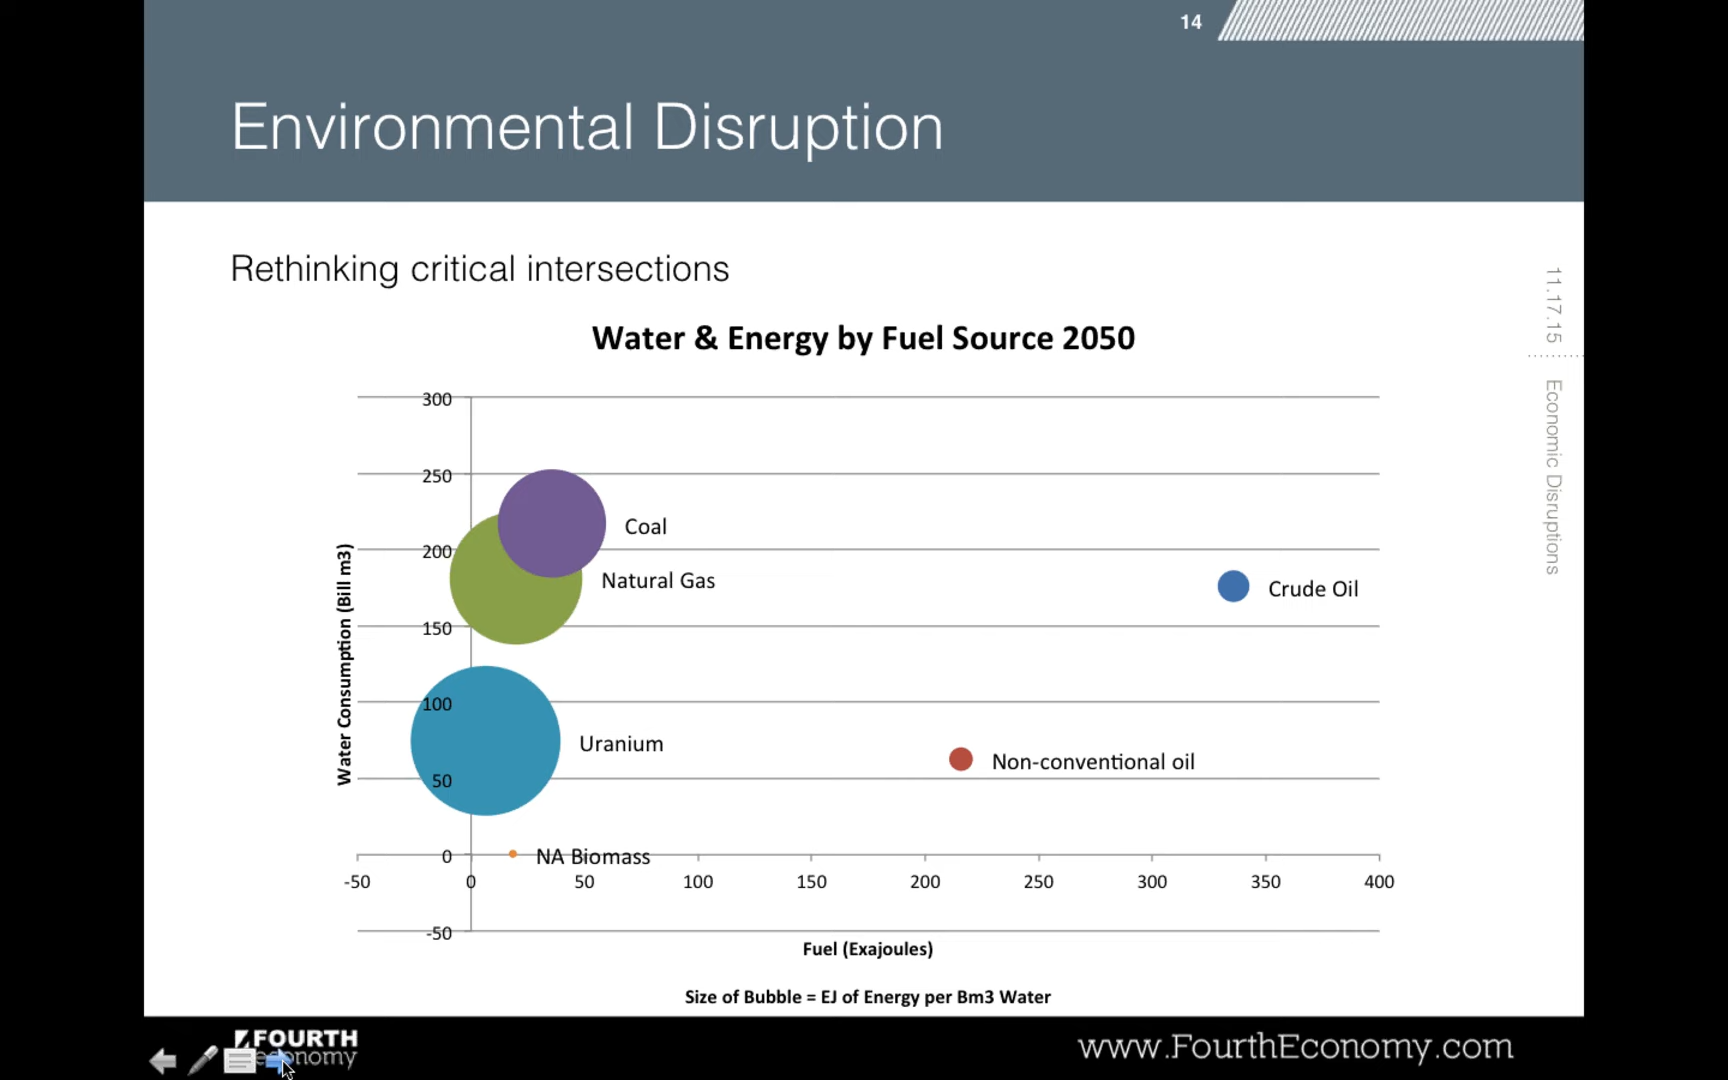 14
Environmental Disruption
Rethinking critical intersections
11.17.15
Economic Disruptions
Water & Energy by Fuel Source 2050
300
250
200
150
100
50
0
-50
Water Consumption (Bill m3)
Coal
Natural Gas
Crude Oil
Uranium
Non-conventional oil
NA Biomass
-50 0 50 100 150 200 250 300 350 400
Fuel (Exajoules)
Size of Bubble = EJ of Energy per Bm3 Water
FOURTH
economy
www.FourthEconomy.com